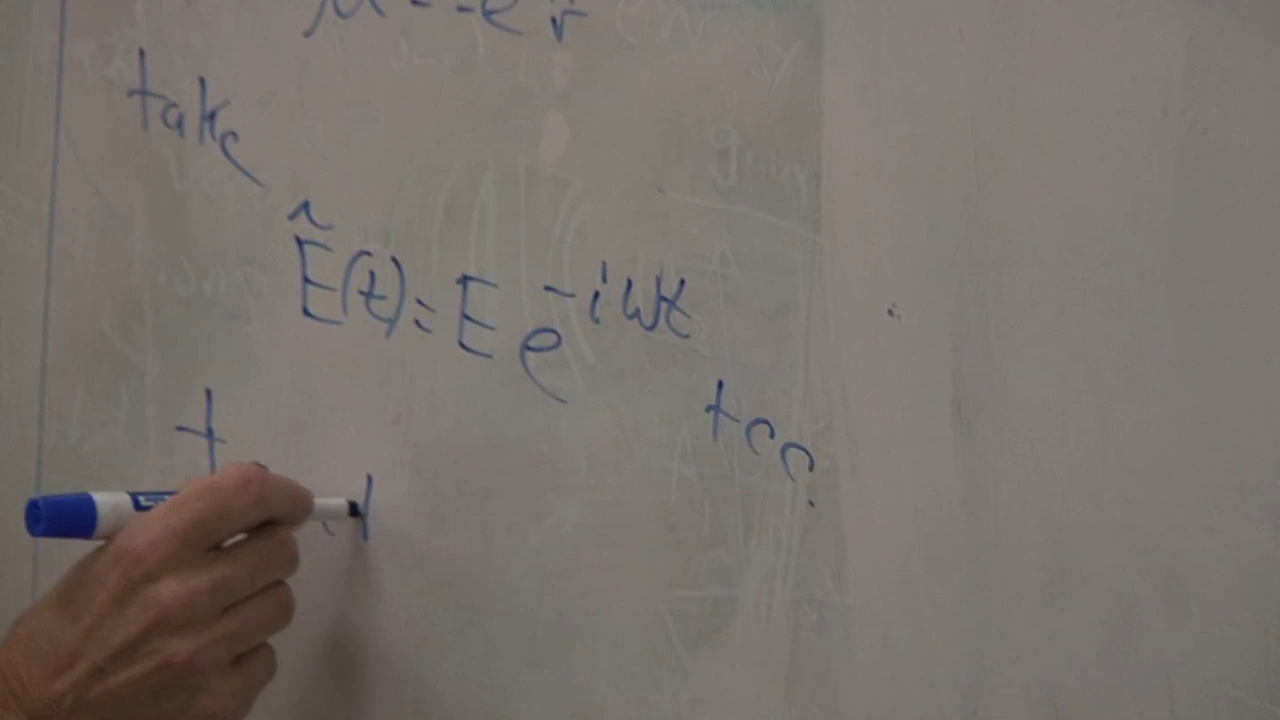 μ = -e r
take
Ẽ(t) = E e^{-iωt}
+ c c.
t